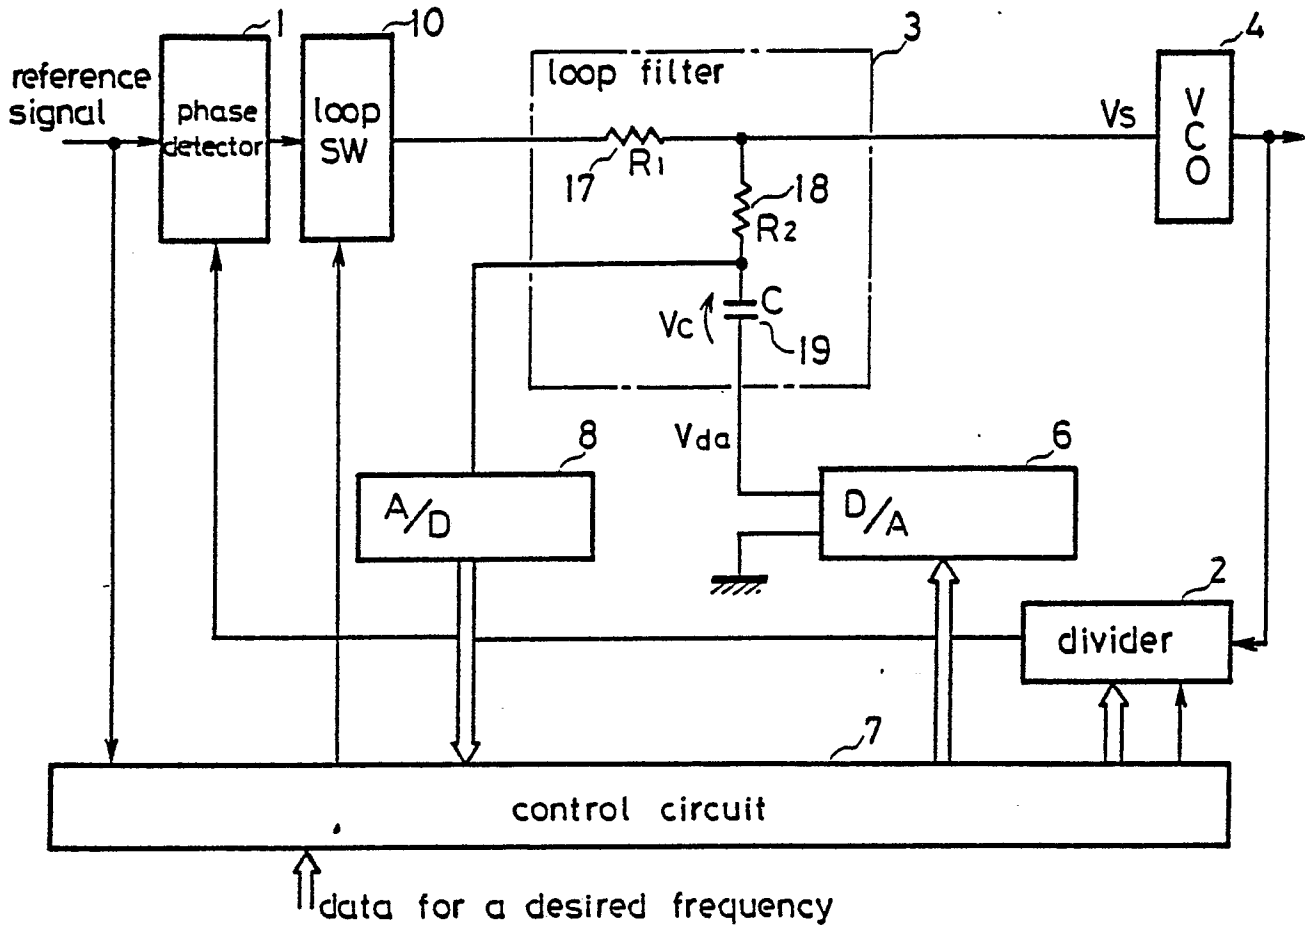 1
10
3
4
reference
signal
phase
detector
loop
SW
loop filter
Vs
V
C
O
17
R1
18
R2
Vc
C
19
Vda
8
6
A/D
D/A
2
divider
7
control circuit
data for a desired frequency